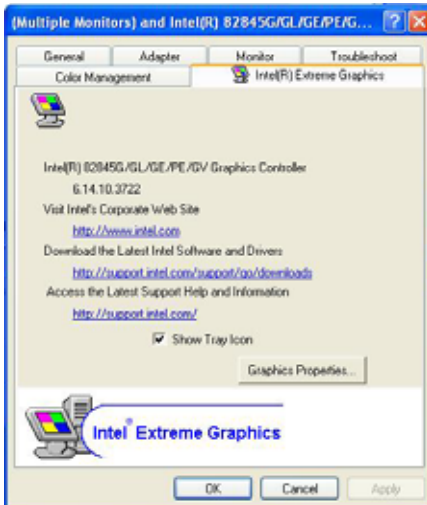 (Multiple Monitors) and Intel(R) 82845G/GL/GE/PE/G...
General Adapter Monitor Troubleshoot
Color Management Intel(R) Extreme Graphics
Intel(R) 82845G/GL/GE/PE/GV Graphics Controller
6.14.10.3722
Visit Intel's Corporate Web Site
http://www.intel.com
Download the Latest Intel Software and Drivers
http://support.intel.com/support/go/downloads
Access the Latest Support Help and Information
http://support.intel.com/
Show Tray Icon
Graphics Properties...
Intel® Extreme Graphics
OK Cancel Apply